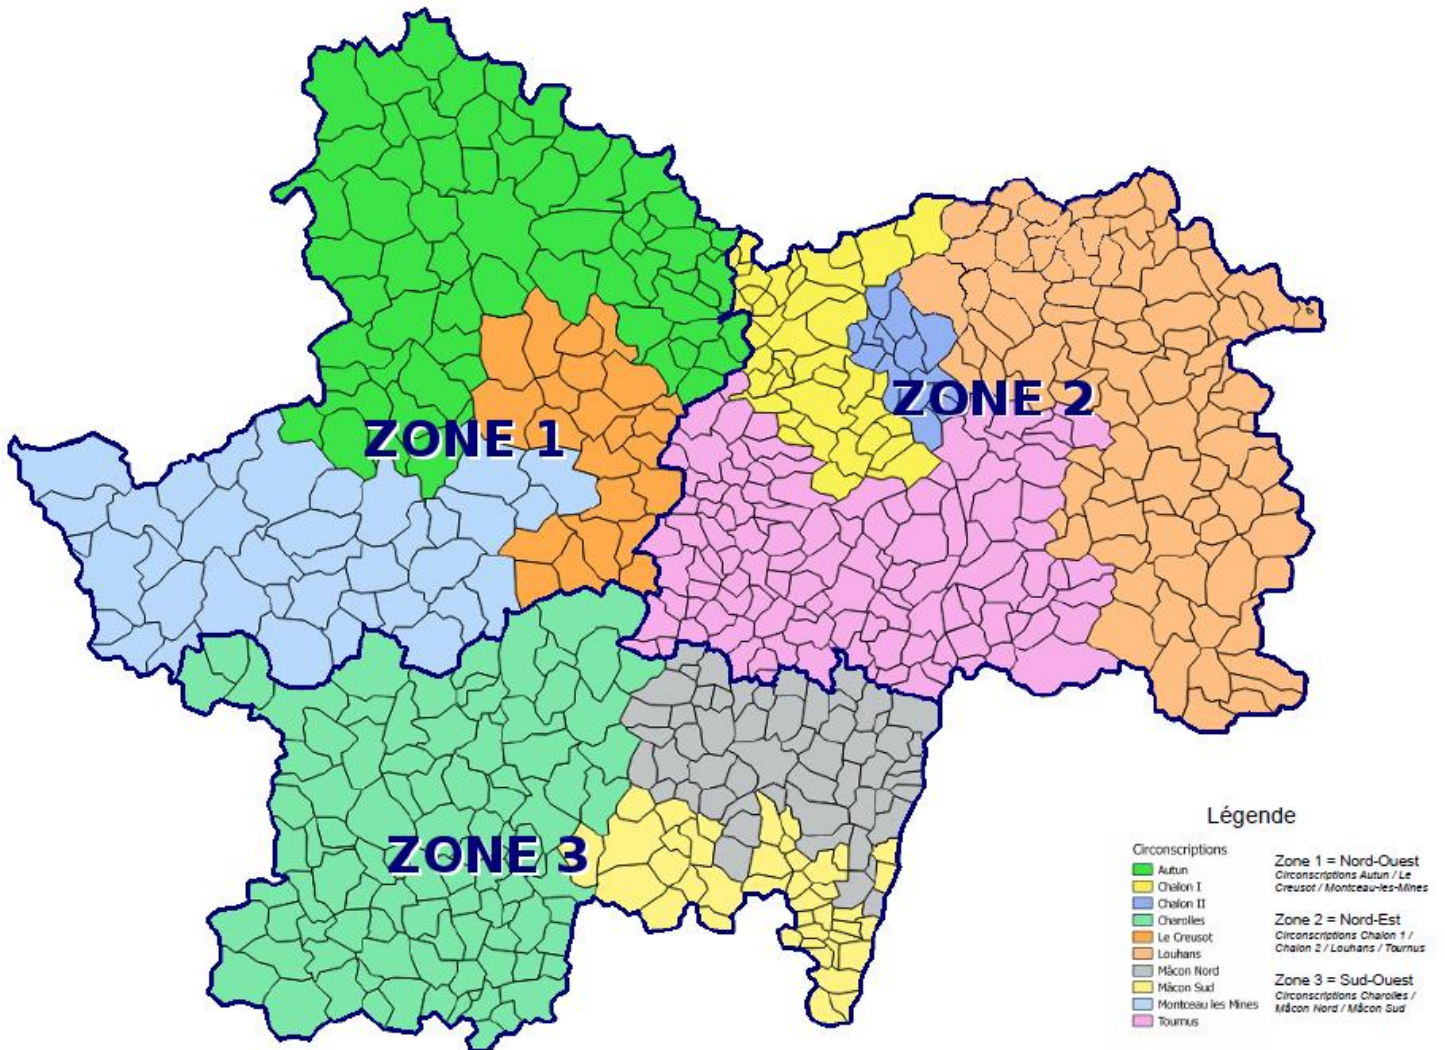 ZONE 1
ZONE 2
ZONE 3
Légende
Circonscriptions
Autun
Chalon I
Chalon II
Charolles
Le Creusot
Louhans
Mâcon Nord
Mâcon Sud
Montceau les Mines
Tournus
Zone 1 = Nord-Ouest
Circonscriptions Autun / Le
Creusot / Montceau-les-Mines
Zone 2 = Nord-Est
Circonscriptions Chalon 1 /
Chalon 2 / Louhans / Tournus
Zone 3 = Sud-Ouest
Circonscriptions Charolles /
Mâcon Nord / Mâcon Sud